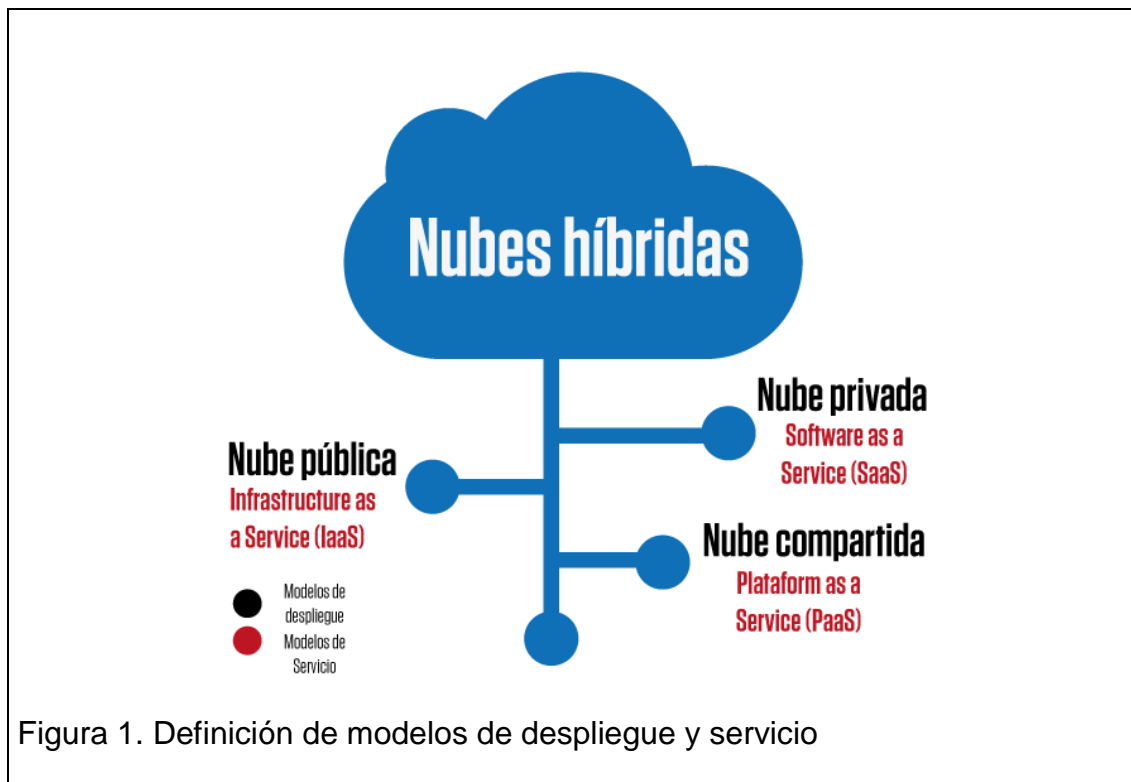 Nubes híbridas
Nube privada
Software as a
Service (SaaS)
Nube pública
Infrastructure as
a Service (IaaS)
Nube compartida
Plataform as a
Service (PaaS)
Modelos de
despliegue
Modelos de
Servicio
Figura 1. Definición de modelos de despliegue y servicio